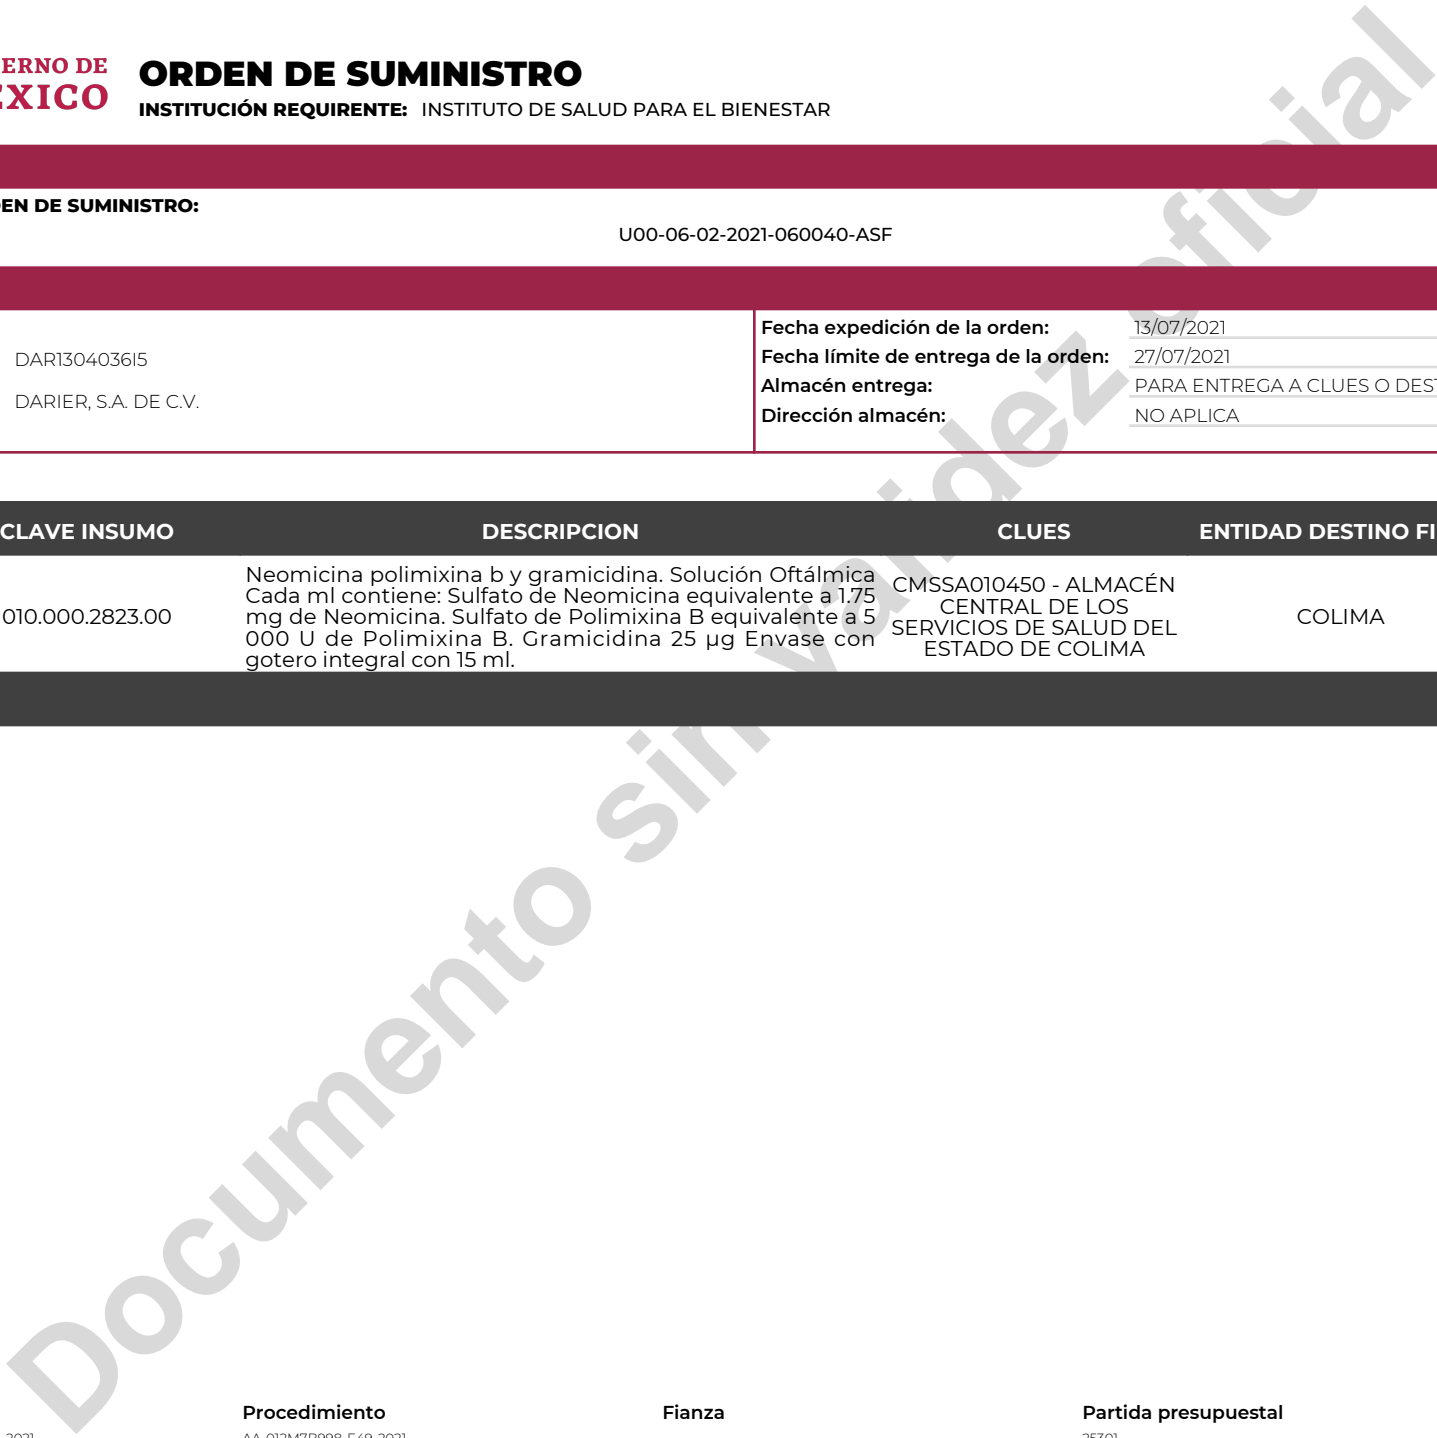 ERNO DE
ÉXICO
ORDEN DE SUMINISTRO
INSTITUCIÓN REQUIRENTE: INSTITUTO DE SALUD PARA EL BIENESTAR
EN DE SUMINISTRO:
U00-06-02-2021-060040-ASF
DAR1304036I5
DARIER, S.A. DE C.V.
Fecha expedición de la orden: 13/07/2021
Fecha límite de entrega de la orden: 27/07/2021
Almacén entrega: PARA ENTREGA A CLUES O DEST
Dirección almacén: NO APLICA
CLAVE INSUMO DESCRIPCION CLUES ENTIDAD DESTINO FI
010.000.2823.00
Neomicina polimixina b y gramicidina. Solución Oftálmica
Cada ml contiene: Sulfato de Neomicina equivalente a 1.75
mg de Neomicina. Sulfato de Polimixina B equivalente a 5
000 U de Polimixina B. Gramicidina 25 µg Envase con
gotero integral con 15 ml.
CMSSA010450 - ALMACÉN
CENTRAL DE LOS
SERVICIOS DE SALUD DEL
ESTADO DE COLIMA
COLIMA
Documento sin validez oficial
Procedimiento Fianza Partida presupuestal